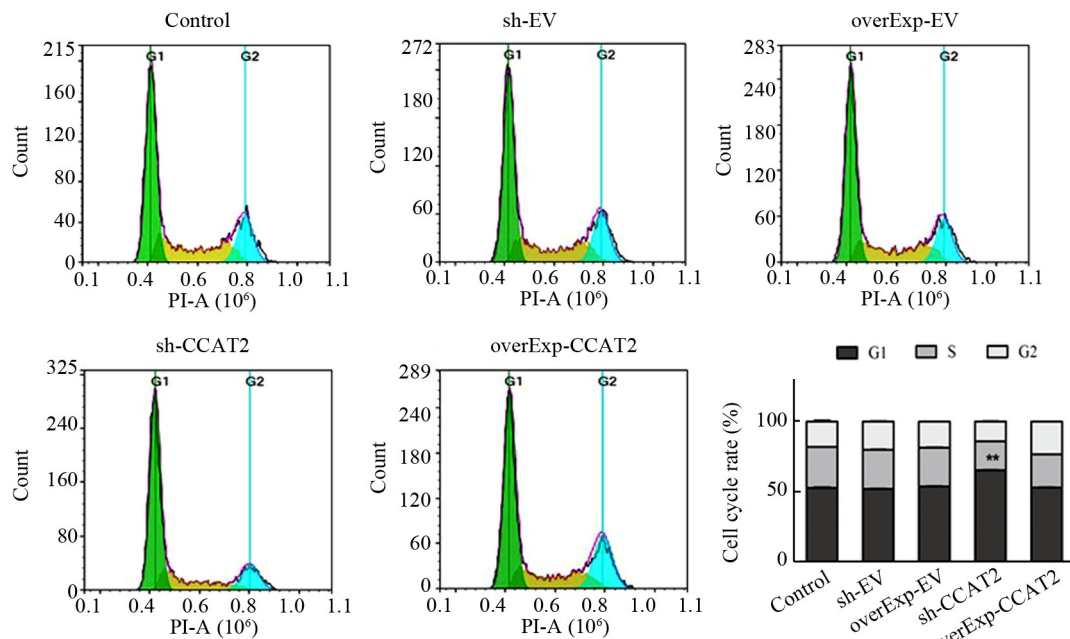 Control
215
160
120
80
40
0
Count
G1
G2
0.1
0.4
0.6
0.8
1.0
1.1
PI-A (10⁶)
sh-EV
272
180
120
60
0
Count
G1
G2
0.1
0.4
0.6
0.8
1.0
1.1
PI-A (10⁶)
overExp-EV
283
240
180
120
60
0
Count
G1
G2
0.1
0.4
0.6
0.8
1.0
1.1
PI-A (10⁶)
sh-CCAT2
325
240
160
80
0
Count
G1
G2
0.1
0.4
0.6
0.8
1.0
1.1
PI-A (10⁶)
overExp-CCAT2
289
240
180
120
60
0
Count
G1
G2
0.1
0.4
0.6
0.8
1.0
1.1
PI-A (10⁶)
G1
S
G2
Cell cycle rate (%)
100
50
0
**
Control
sh-EV
overExp-EV
sh-CCAT2
verExp-CCAT2